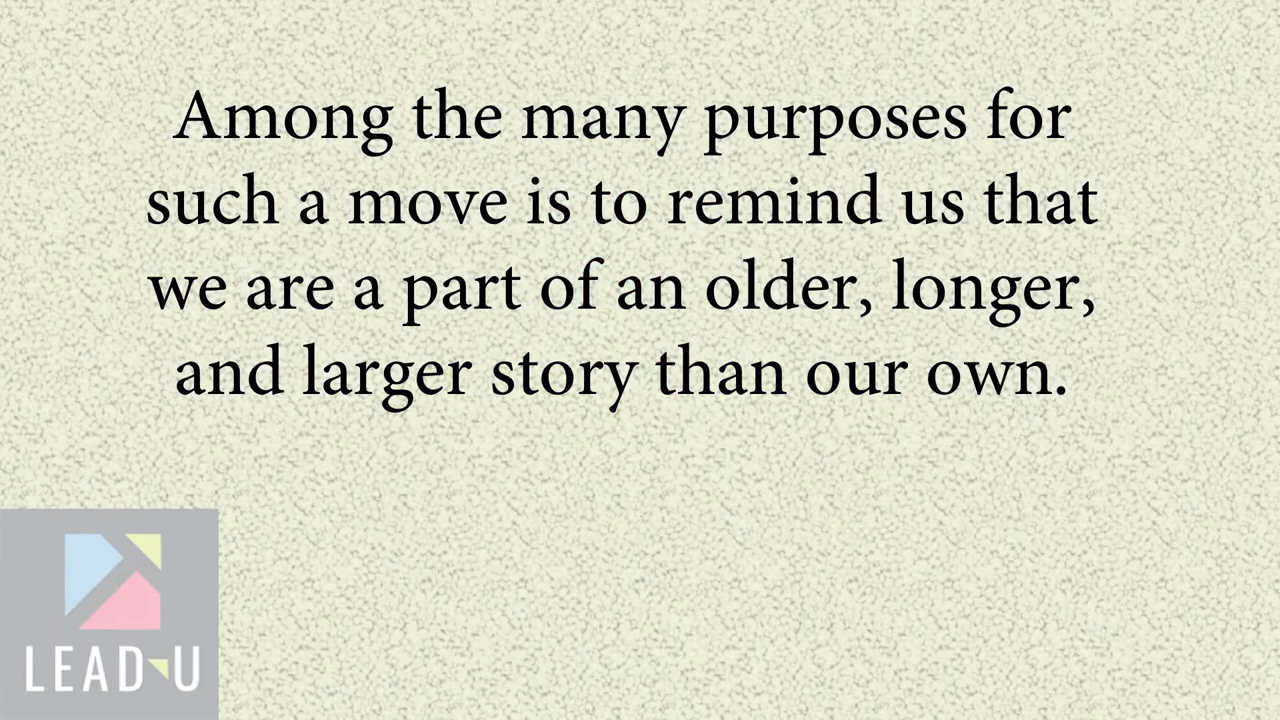 Among the many purposes for
such a move is to remind us that
we are a part of an older, longer,
and larger story than our own.
LEAD U